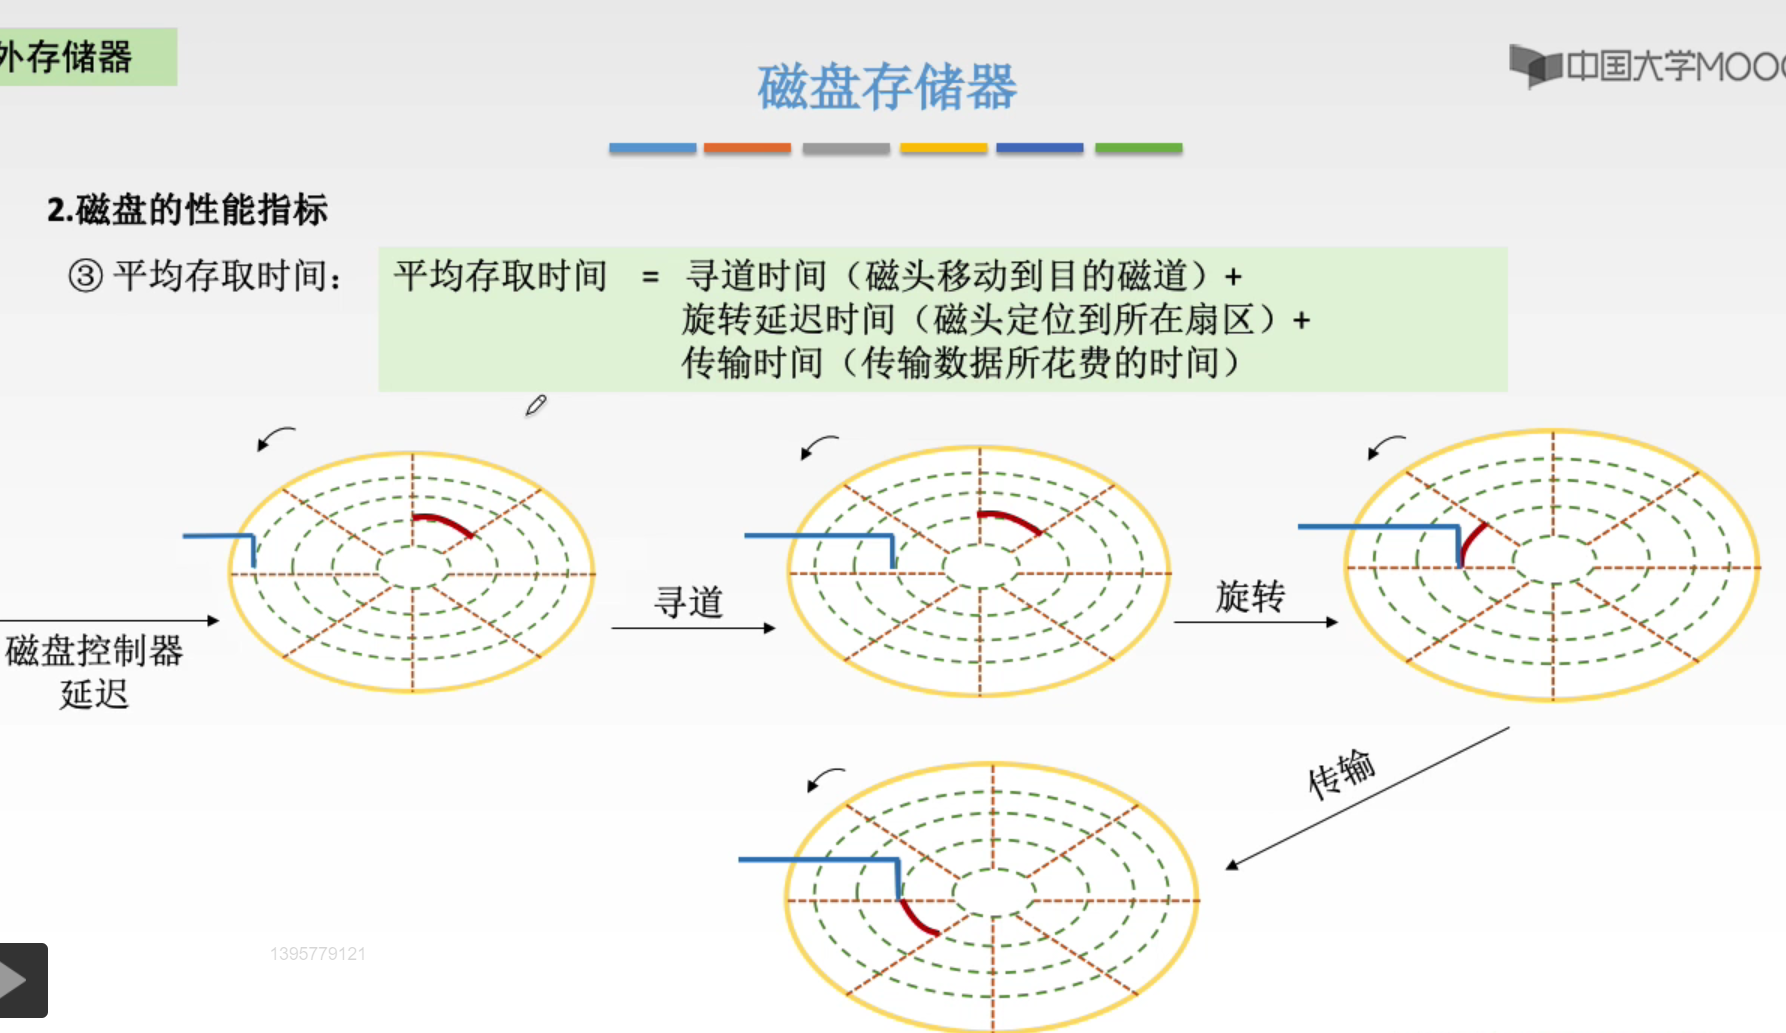 外存储器
磁盘存储器
中国大学MOO
2.磁盘的性能指标
③ 平均存取时间：
平均存取时间 = 寻道时间（磁头移动到目的磁道）+
旋转延迟时间（磁头定位到所在扇区）+
传输时间（传输数据所花费的时间）
磁盘控制器
延迟
寻道
旋转
传输
1395779121